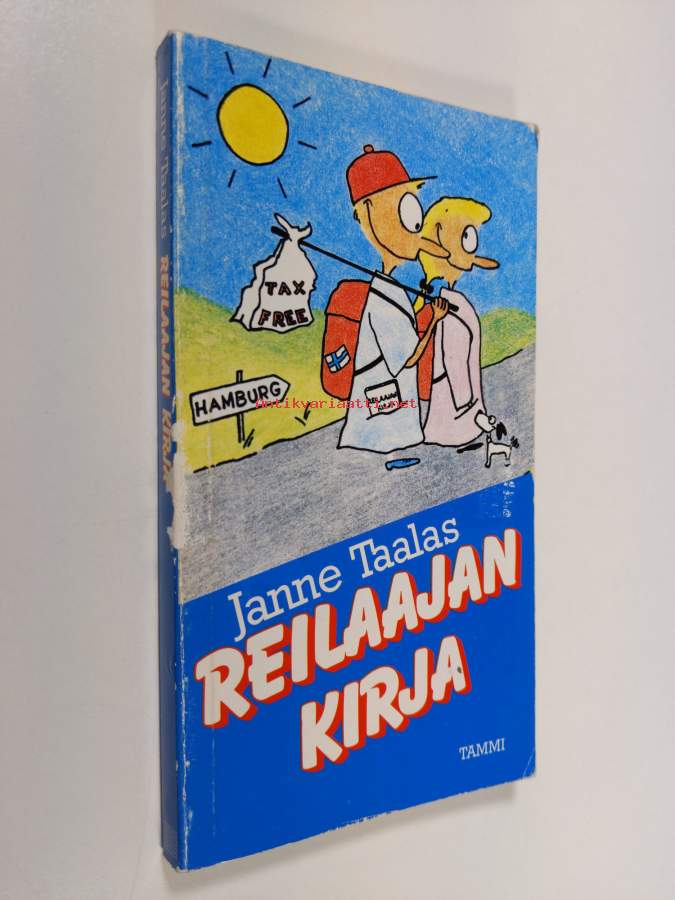 TAX
FREE
HAMBURG
antikvariaatti.net
Janne Taalas
REILAAJAN
KIRJA
TAMMI
Janne Taalas REILAAJAN KIRJA